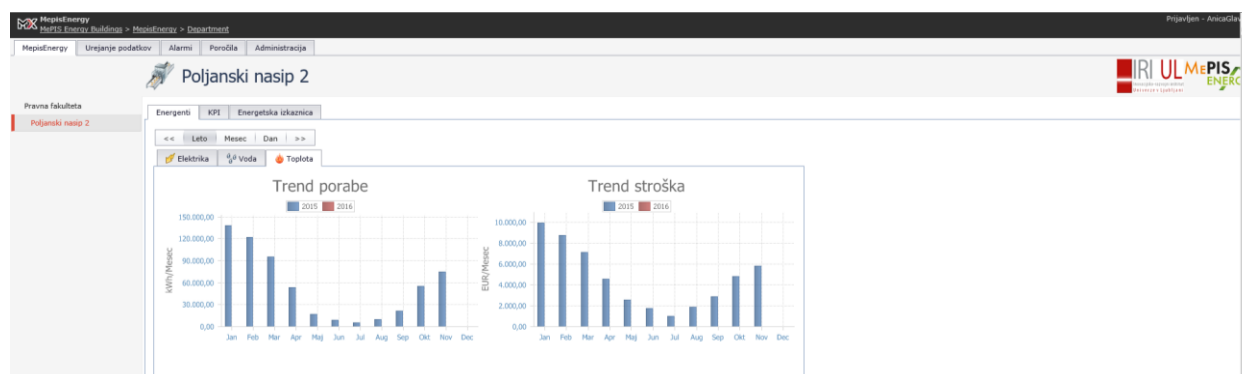 MepisEnergy
MePIS Energy Buildings > MepisEnergy > Department
Prijavljen - AnicaGlav
MepisEnergy Urejanje podatkov Alarmi Poročila Administracija
Poljanski nasip 2
IRI UL MePIS
ENERG
Pravna fakulteta
Poljanski nasip 2
Energenti KPI Energetska izkaznica
<< Leto Mesec Dan >>
Elektrika Voda Toplota
Trend porabe
2015 2016
kWh/Mesec
150.000,00
120.000,00
90.000,00
60.000,00
30.000,00
0,00
Jan Feb Mar Apr Maj Jun Jul Aug Sep Okt Nov Dec
Trend stroška
2015 2016
EUR/Mesec
10.000,00
8.000,00
6.000,00
4.000,00
2.000,00
0,00
Jan Feb Mar Apr Maj Jun Jul Aug Sep Okt Nov Dec